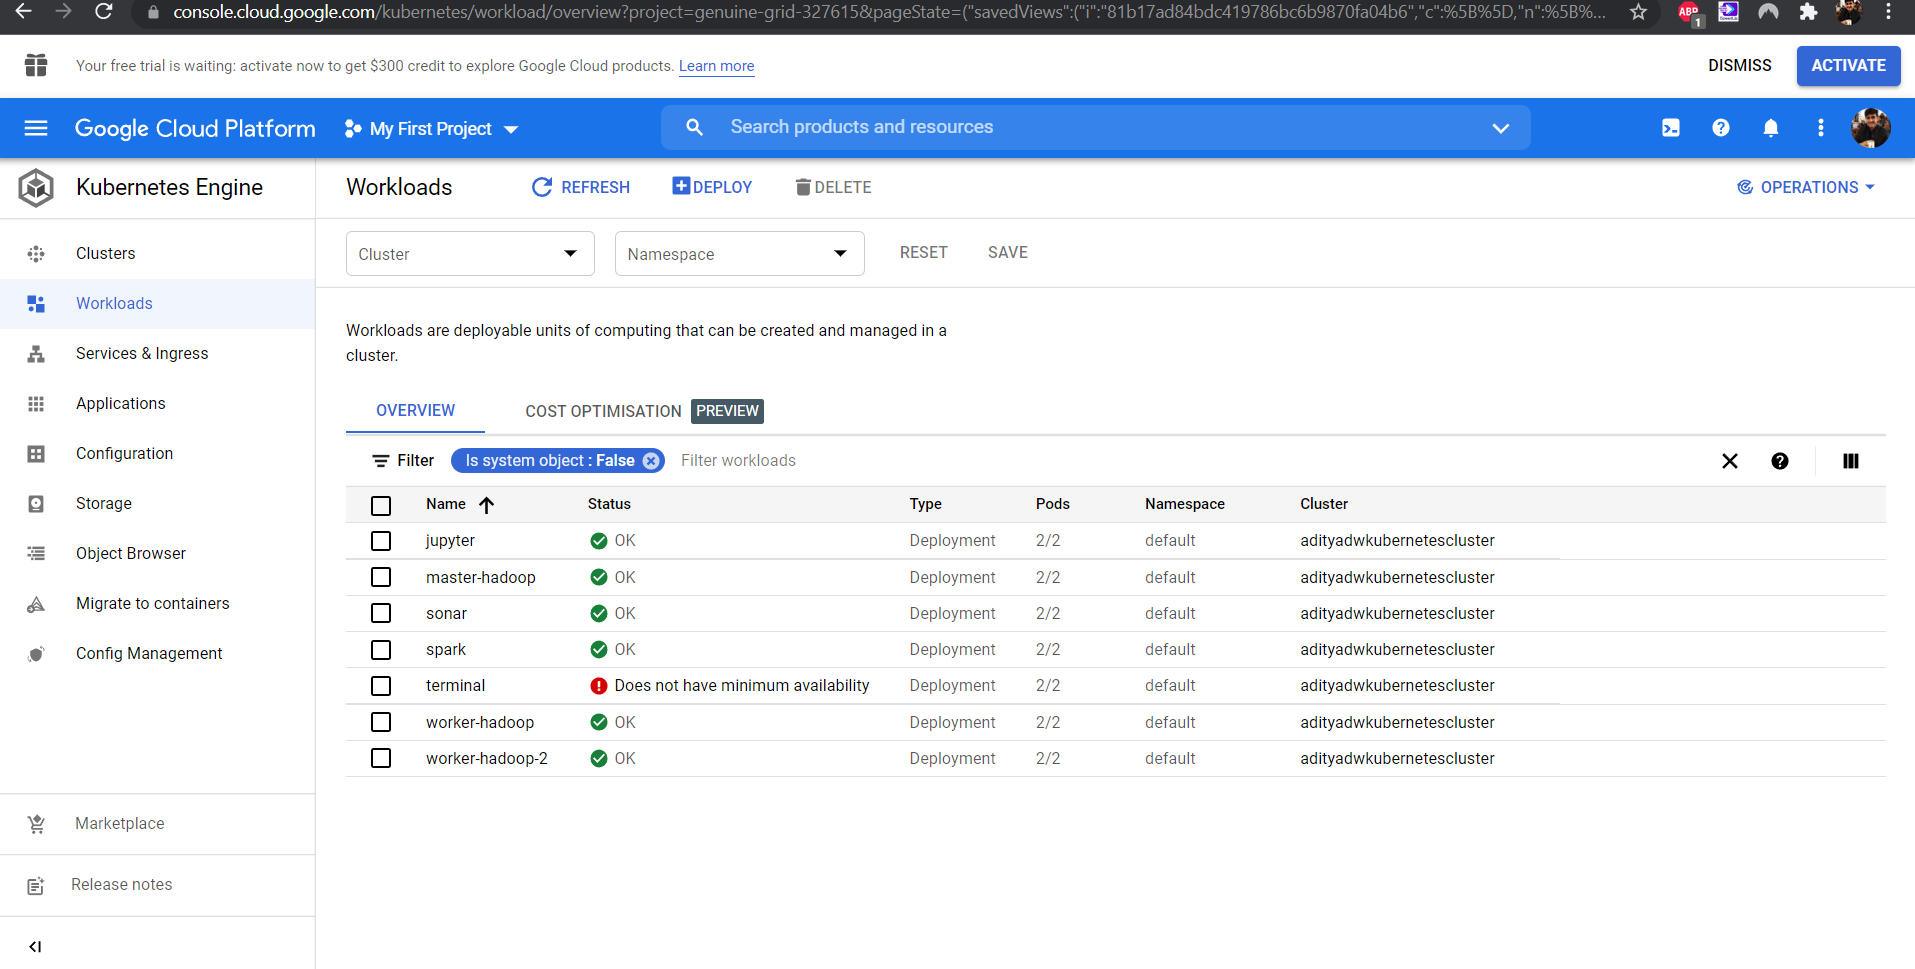 console.cloud.google.com/kubernetes/workload/overview?project=genuine-grid-327615&pageState=("savedViews":("i":"81b17ad84bdc419786bc6b9870fa04b6","c":%5B%5D,"n":%5B%...
ABP
1
Your free trial is waiting: activate now to get $300 credit to explore Google Cloud products. Learn more
DISMISS
ACTIVATE
Google Cloud Platform
My First Project
Search products and resources
Kubernetes Engine
Workloads
REFRESH
DEPLOY
DELETE
OPERATIONS
Clusters
Workloads
Services & Ingress
Applications
Configuration
Storage
Object Browser
Migrate to containers
Config Management
Marketplace
Release notes
Cluster
Namespace
RESET
SAVE
Workloads are deployable units of computing that can be created and managed in a
cluster.
OVERVIEW
COST OPTIMISATION PREVIEW
Filter
Is system object : False
Filter workloads
Name Status Type Pods Namespace Cluster
jupyter OK Deployment 2/2 default adityadwkubernetescluster
master-hadoop OK Deployment 2/2 default adityadwkubernetescluster
sonar OK Deployment 2/2 default adityadwkubernetescluster
spark OK Deployment 2/2 default adityadwkubernetescluster
terminal Does not have minimum availability Deployment 2/2 default adityadwkubernetescluster
worker-hadoop OK Deployment 2/2 default adityadwkubernetescluster
worker-hadoop-2 OK Deployment 2/2 default adityadwkubernetescluster